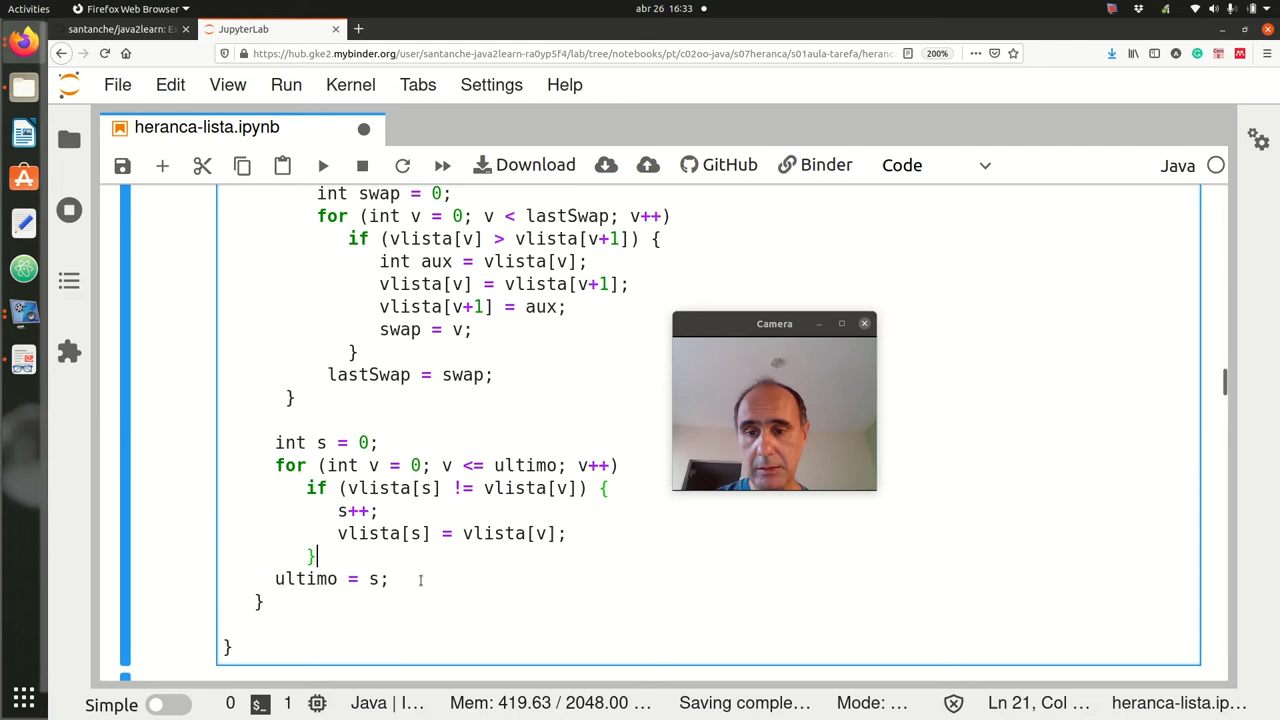 Activities
Firefox Web Browser
abr 26 16:33
santanche/java2learn: Ex
JupyterLab
https://hub.gke2.mybinder.org/user/santanche-java2learn-ra0yp5f4/lab/tree/notebooks/pt/c02oo-java/s07heranca/s01aula-tarefa/heranc
200%
File Edit View Run Kernel Tabs Settings Help
heranca-lista.ipynb
Download GitHub Binder Code Java
int swap = 0;
for (int v = 0; v < lastSwap; v++)
if (vlista[v] > vlista[v+1]) {
int aux = vlista[v];
vlista[v] = vlista[v+1];
vlista[v+1] = aux;
swap = v;
}
lastSwap = swap;
}
Camera
int s = 0;
for (int v = 0; v <= ultimo; v++)
if (vlista[s] != vlista[v]) {
s++;
vlista[s] = vlista[v];
}
ultimo = s;
}
}
Simple 0 1 Java | I... Mem: 419.63 / 2048.00 ... Saving comple... Mode: ... Ln 21, Col ... heranca-lista.ip...